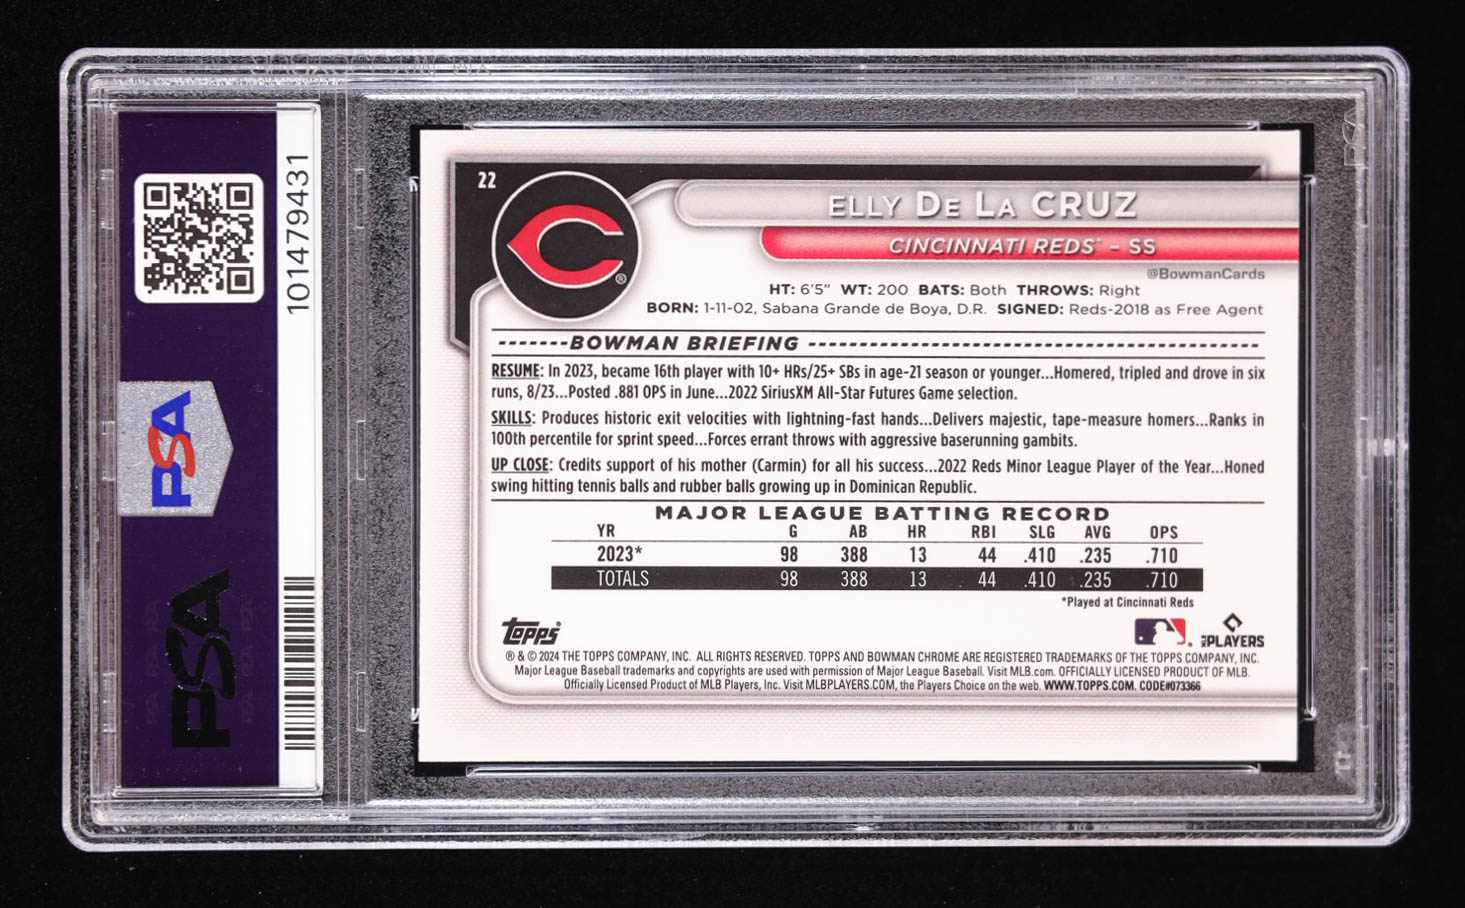 101479431
PSA
PSA
22
ELLY DE LA CRUZ
CINCINNATI REDS® – SS
@BowmanCards
HT: 6'5" WT: 200 BATS: Both THROWS: Right
BORN: 1-11-02, Sabana Grande de Boya, D.R. SIGNED: Reds-2018 as Free Agent
-------BOWMAN BRIEFING ---------------------------------------
RESUME: In 2023, became 16th player with 10+ HRs/25+ SBs in age-21 season or younger...Homered, tripled and drove in six
runs, 8/23...Posted .881 OPS in June...2022 SiriusXM All-Star Futures Game selection.
SKILLS: Produces historic exit velocities with lightning-fast hands...Delivers majestic, tape-measure homers...Ranks in
100th percentile for sprint speed...Forces errant throws with aggressive baserunning gambits.
UP CLOSE: Credits support of his mother (Carmin) for all his success...2022 Reds Minor League Player of the Year...Honed
swing hitting tennis balls and rubber balls growing up in Dominican Republic.
MAJOR LEAGUE BATTING RECORD
YR G AB HR RBI SLG AVG OPS
2023* 98 388 13 44 .410 .235 .710
TOTALS 98 388 13 44 .410 .235 .710
*Played at Cincinnati Reds
Topps®
MLB PLAYERS
® & © 2024 THE TOPPS COMPANY, INC. ALL RIGHTS RESERVED. TOPPS AND BOWMAN CHROME ARE REGISTERED TRADEMARKS OF THE TOPPS COMPANY, INC.
Major League Baseball trademarks and copyrights are used with permission of Major League Baseball. Visit MLB.com. OFFICIALLY LICENSED PRODUCT OF MLB.
Officially Licensed Product of MLB Players, Inc. Visit MLBPLAYERS.COM, the Players Choice on the web. WWW.TOPPS.COM. CODE#073366